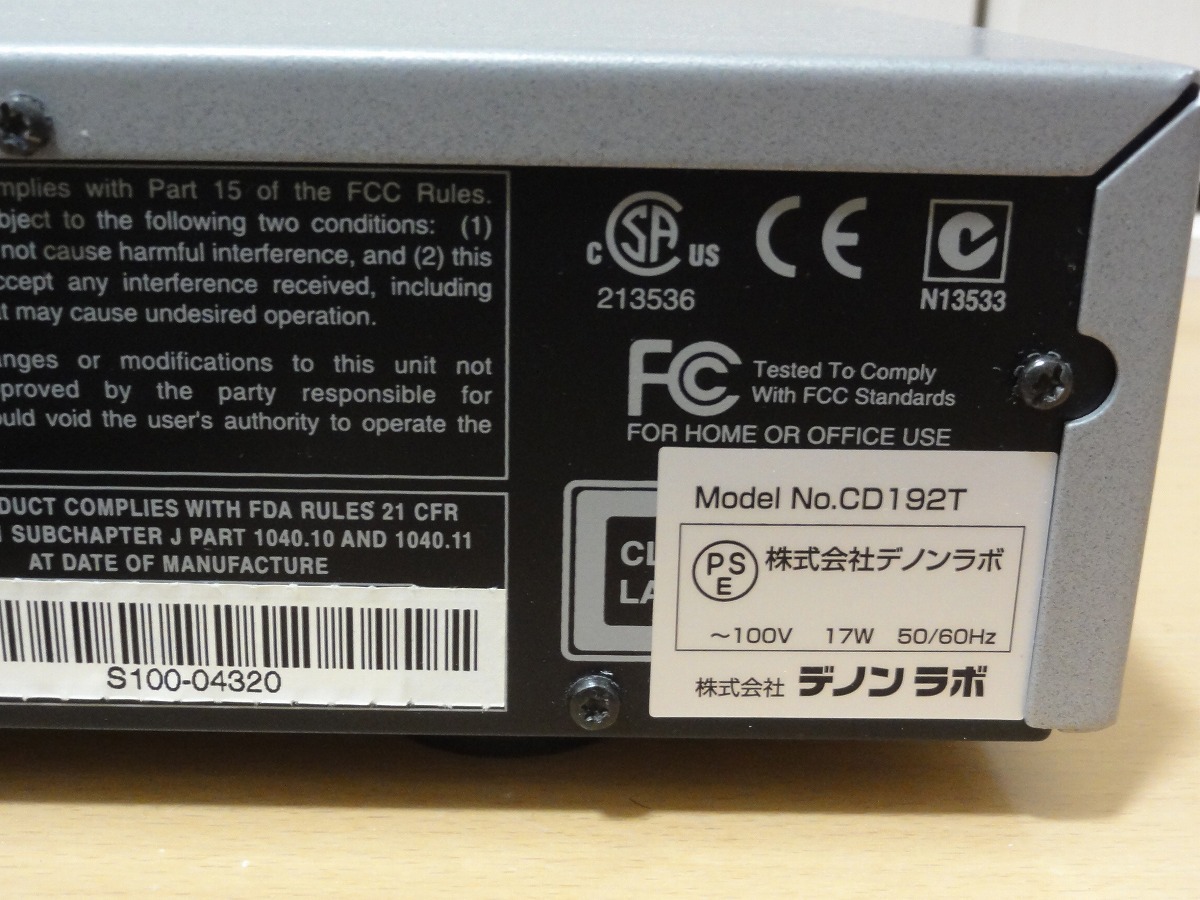 mplies with Part 15 of the FCC Rules.
bject to the following two conditions: (1)
not cause harmful interference, and (2) this
ccept any interference received, including
at may cause undesired operation.
anges or modifications to this unit not
pproved by the party responsible for
ould void the user's authority to operate the
DUCT COMPLIES WITH FDA RULES 21 CFR
SUBCHAPTER J PART 1040.10 AND 1040.11
AT DATE OF MANUFACTURE
S100-04320
C SA US
213536
CE
N13533
FC Tested To Comply
With FCC Standards
FOR HOME OR OFFICE USE
CL
LA
Model No.CD192T
PS
E
株式会社デノンラボ
～100V 17W 50/60Hz
株式会社 デノン ラボ